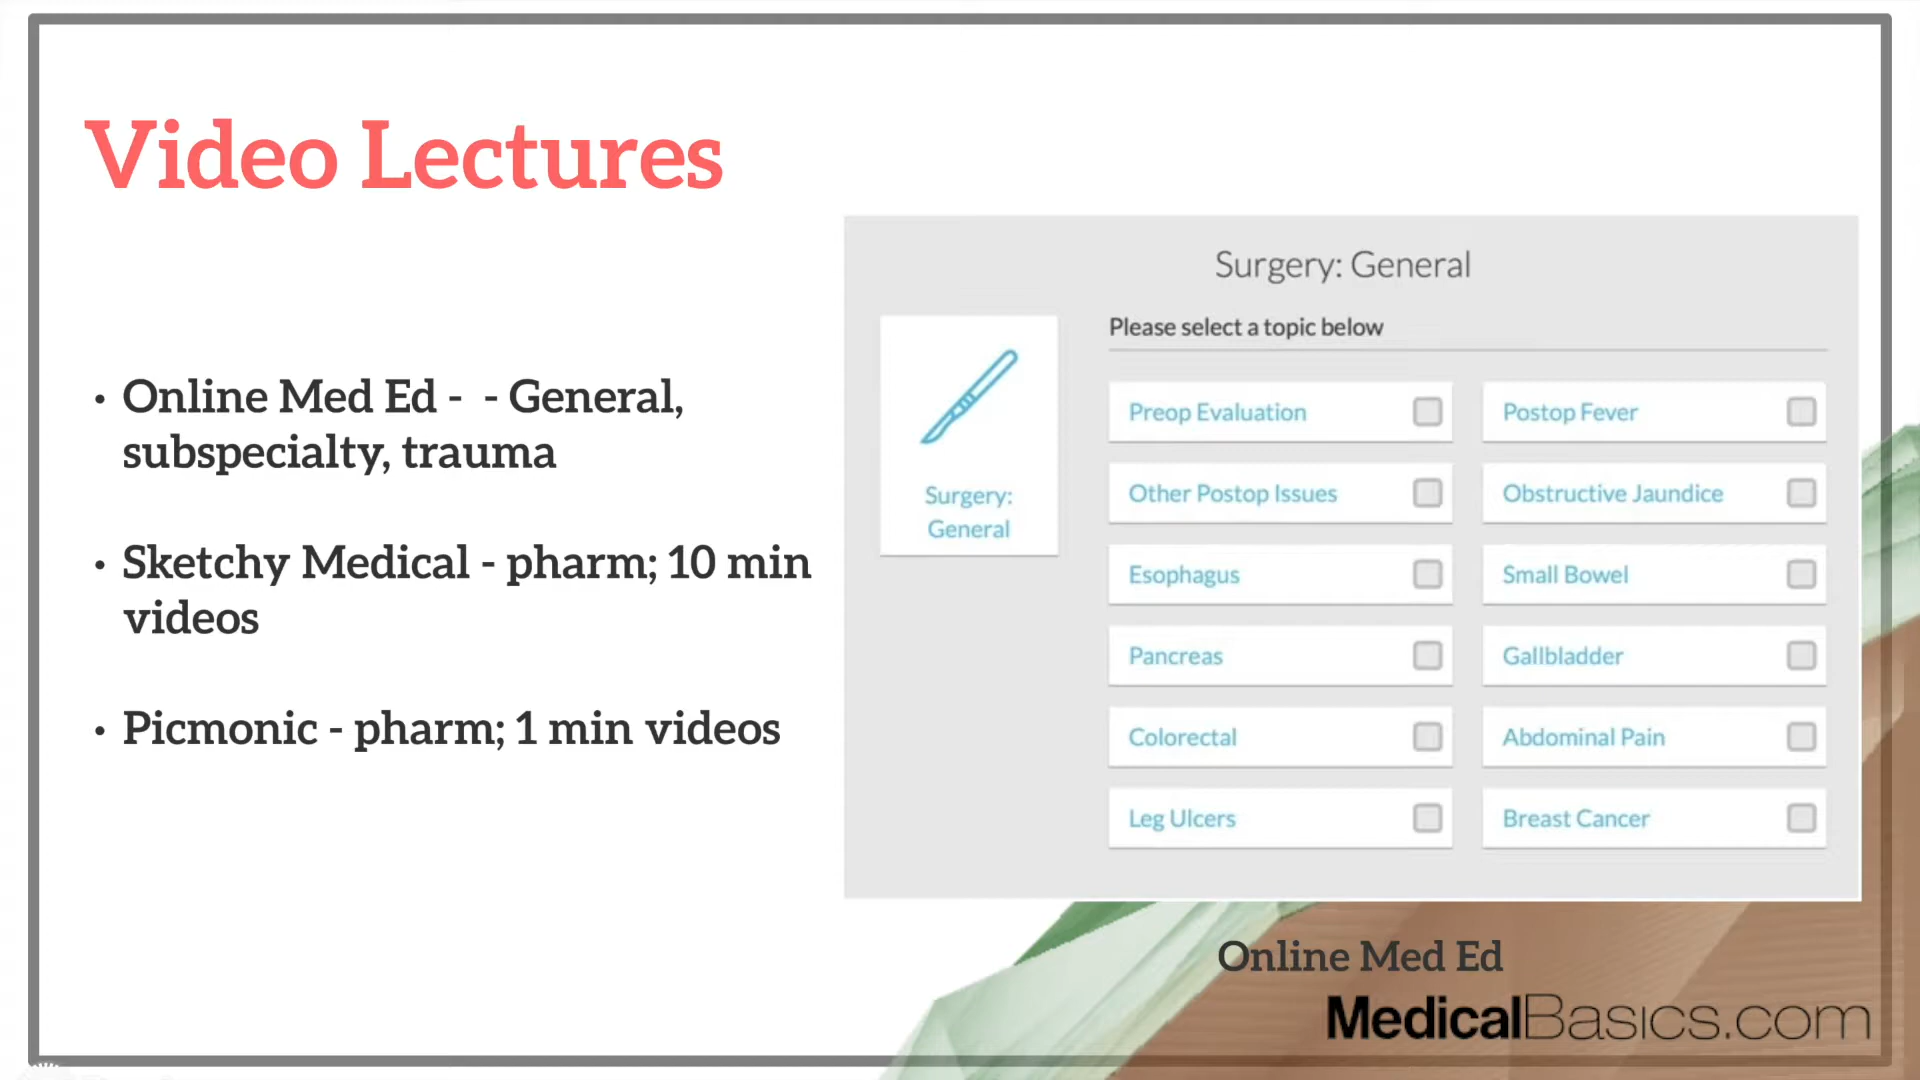 Video Lectures
• Online Med Ed -  - General,
subspecialty, trauma
• Sketchy Medical - pharm; 10 min
videos
• Picmonic - pharm; 1 min videos
Surgery: General
Please select a topic below
Surgery:
General
Preop Evaluation
Postop Fever
Other Postop Issues
Obstructive Jaundice
Esophagus
Small Bowel
Pancreas
Gallbladder
Colorectal
Abdominal Pain
Leg Ulcers
Breast Cancer
Online Med Ed
MedicalBasics.com